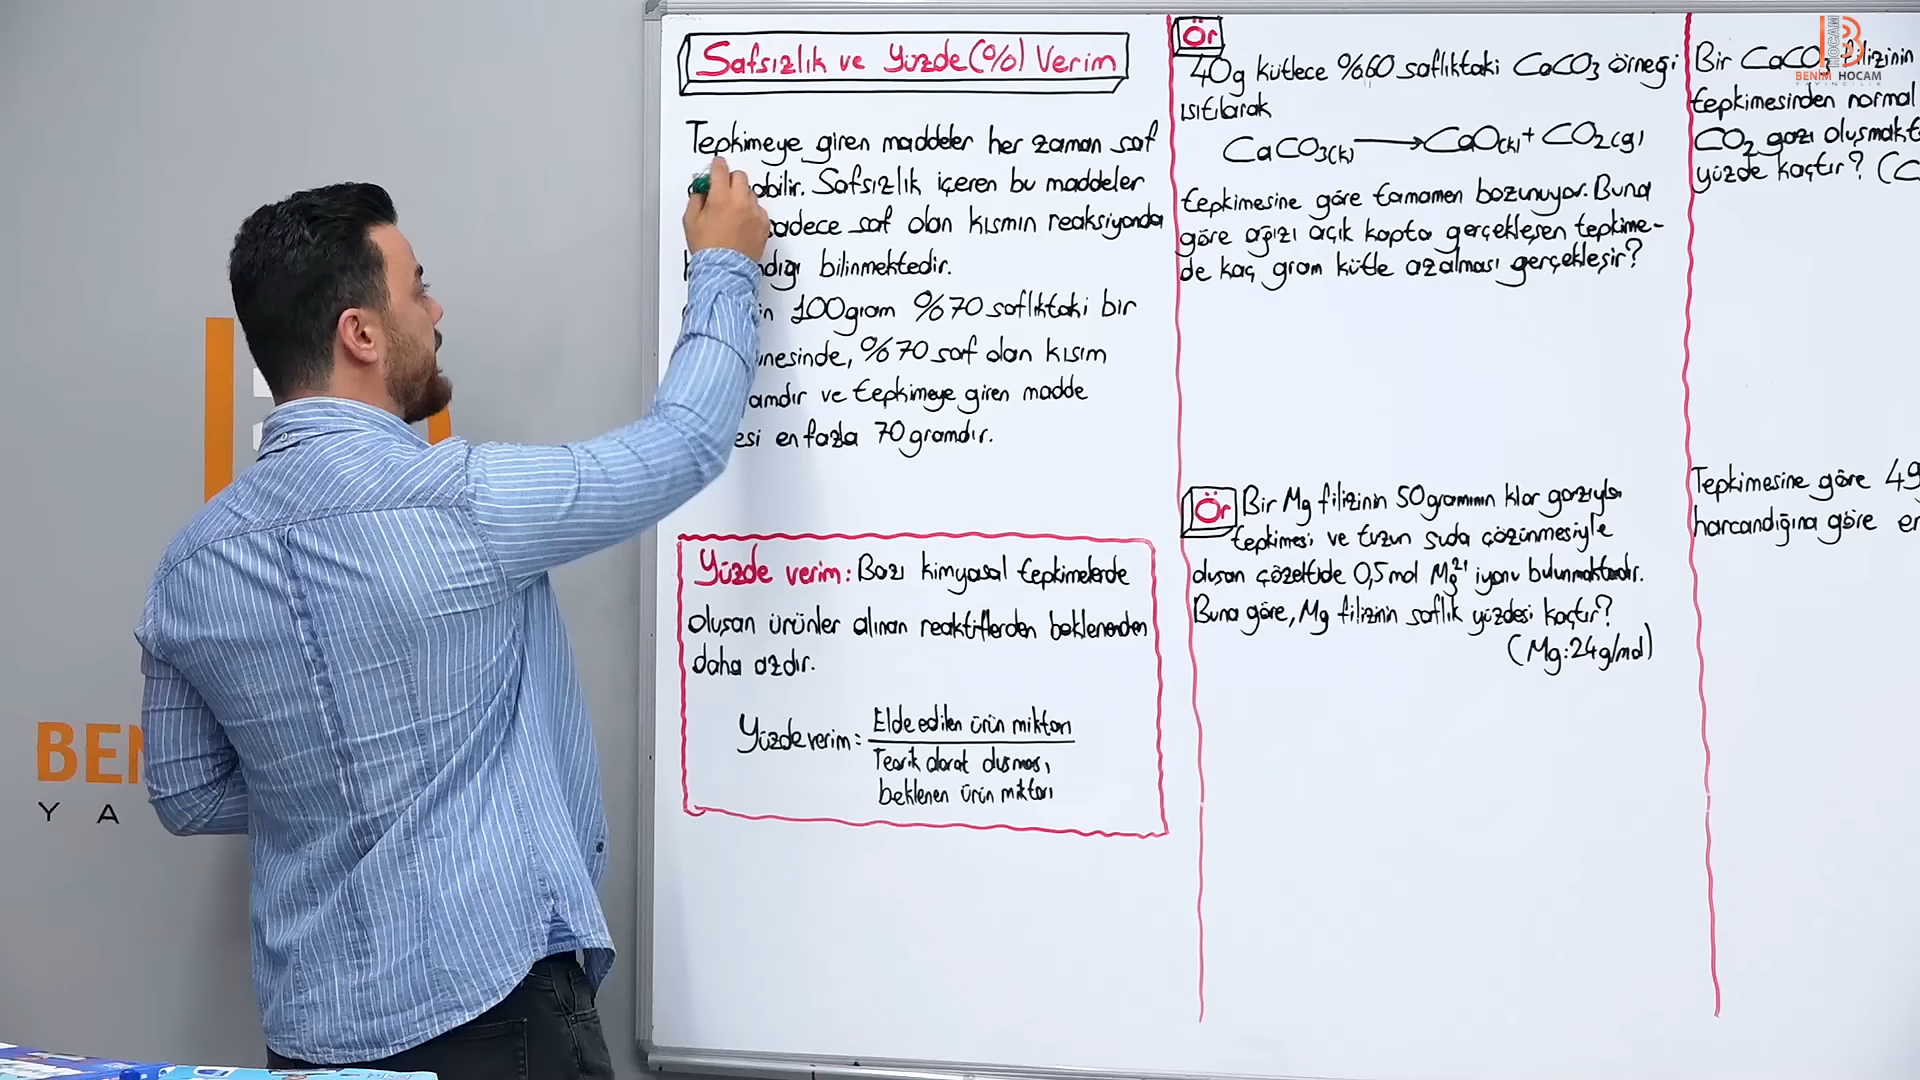 Safsızlık ve Yüzde(%) Verim
Tepkimeye giren maddeler her zaman saf
abilir. Safsızlık içeren bu maddeler
sadece saf olan kısmın reaksiyonda
ndığı bilinmektedir.
in 100gram %70 saflıktaki bir
nesinde, %70 saf olan kısım
amdır ve tepkimeye giren madde
esi en fazla 70 gramdır.
Yüzde verim: Bazı kimyasal tepkimelerde
oluşan ürünler alınan reaktiflerden beklenenden
daha azdır.
Yüzde verim = Elde edilen ürün miktarı
Teorik olarak oluşması
beklenen ürün miktarı
Ör
40g kütlece %60 saflıktaki CaCO3 örneği
ısıtılarak
CaCO3(k) → CaO(k) + CO2(g)
tepkimesine göre tamamen bozunuyor. Buna
göre ağzı açık kapta gerçekleşen tepkime-
de kaç gram kütle azalması gerçekleşir?
Ör
Bir Mg filizinin 50 gramının klor gazıyla
tepkimesi ve tuzun suda çözünmesiyle
oluşan çözeltide 0,5 mol Mg2+ iyonu bulunmaktadır.
Buna göre, Mg filizinin saflık yüzdesi kaçtır?
(Mg:24g/mol)
Bir CaCO3 filizinin
tepkimesinden normal
CO2 gazı oluşmakt
yüzde kaçtır? (C
Tepkimesine göre 49
harcandığına göre en
BENİM HOCAM
YAYINCILIK
BEN
YA